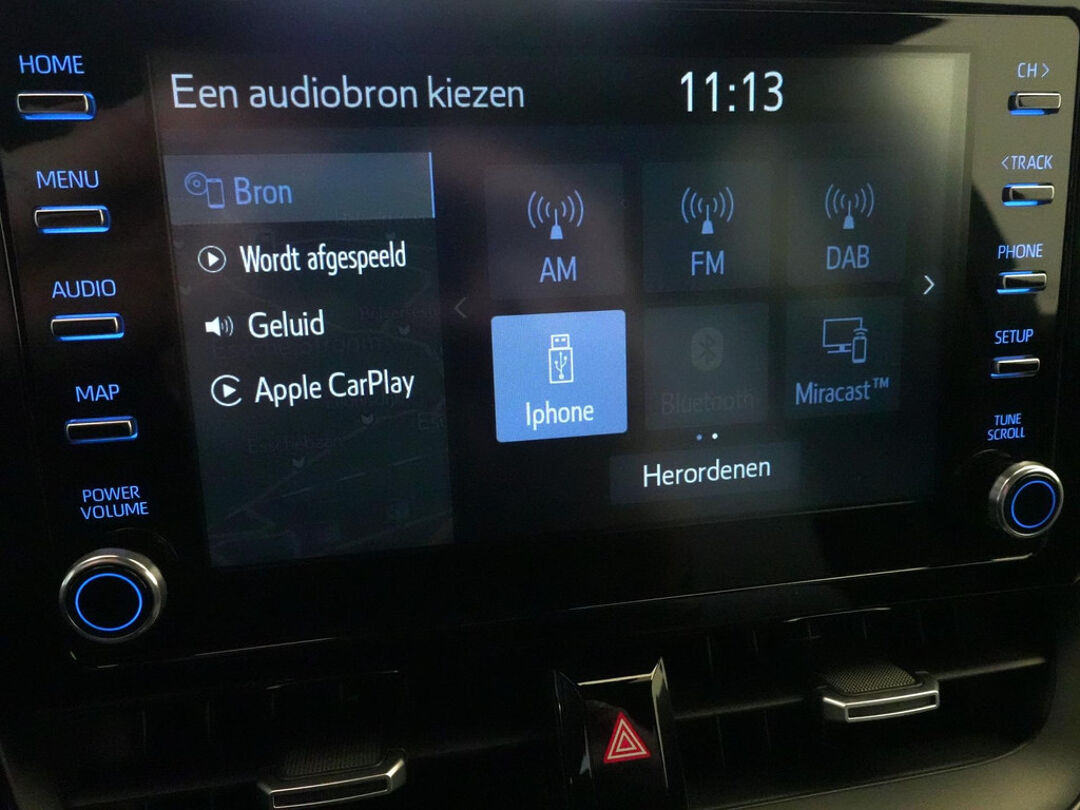 HOME
MENU
AUDIO
MAP
POWER
VOLUME
Een audiobron kiezen
11:13
Bron
Wordt afgespeeld
Geluid
Apple CarPlay
AM
FM
DAB
Iphone
Bluetooth
Miracast™
Herordenen
CH>
<TRACK
PHONE
SETUP
TUNE
SCROLL